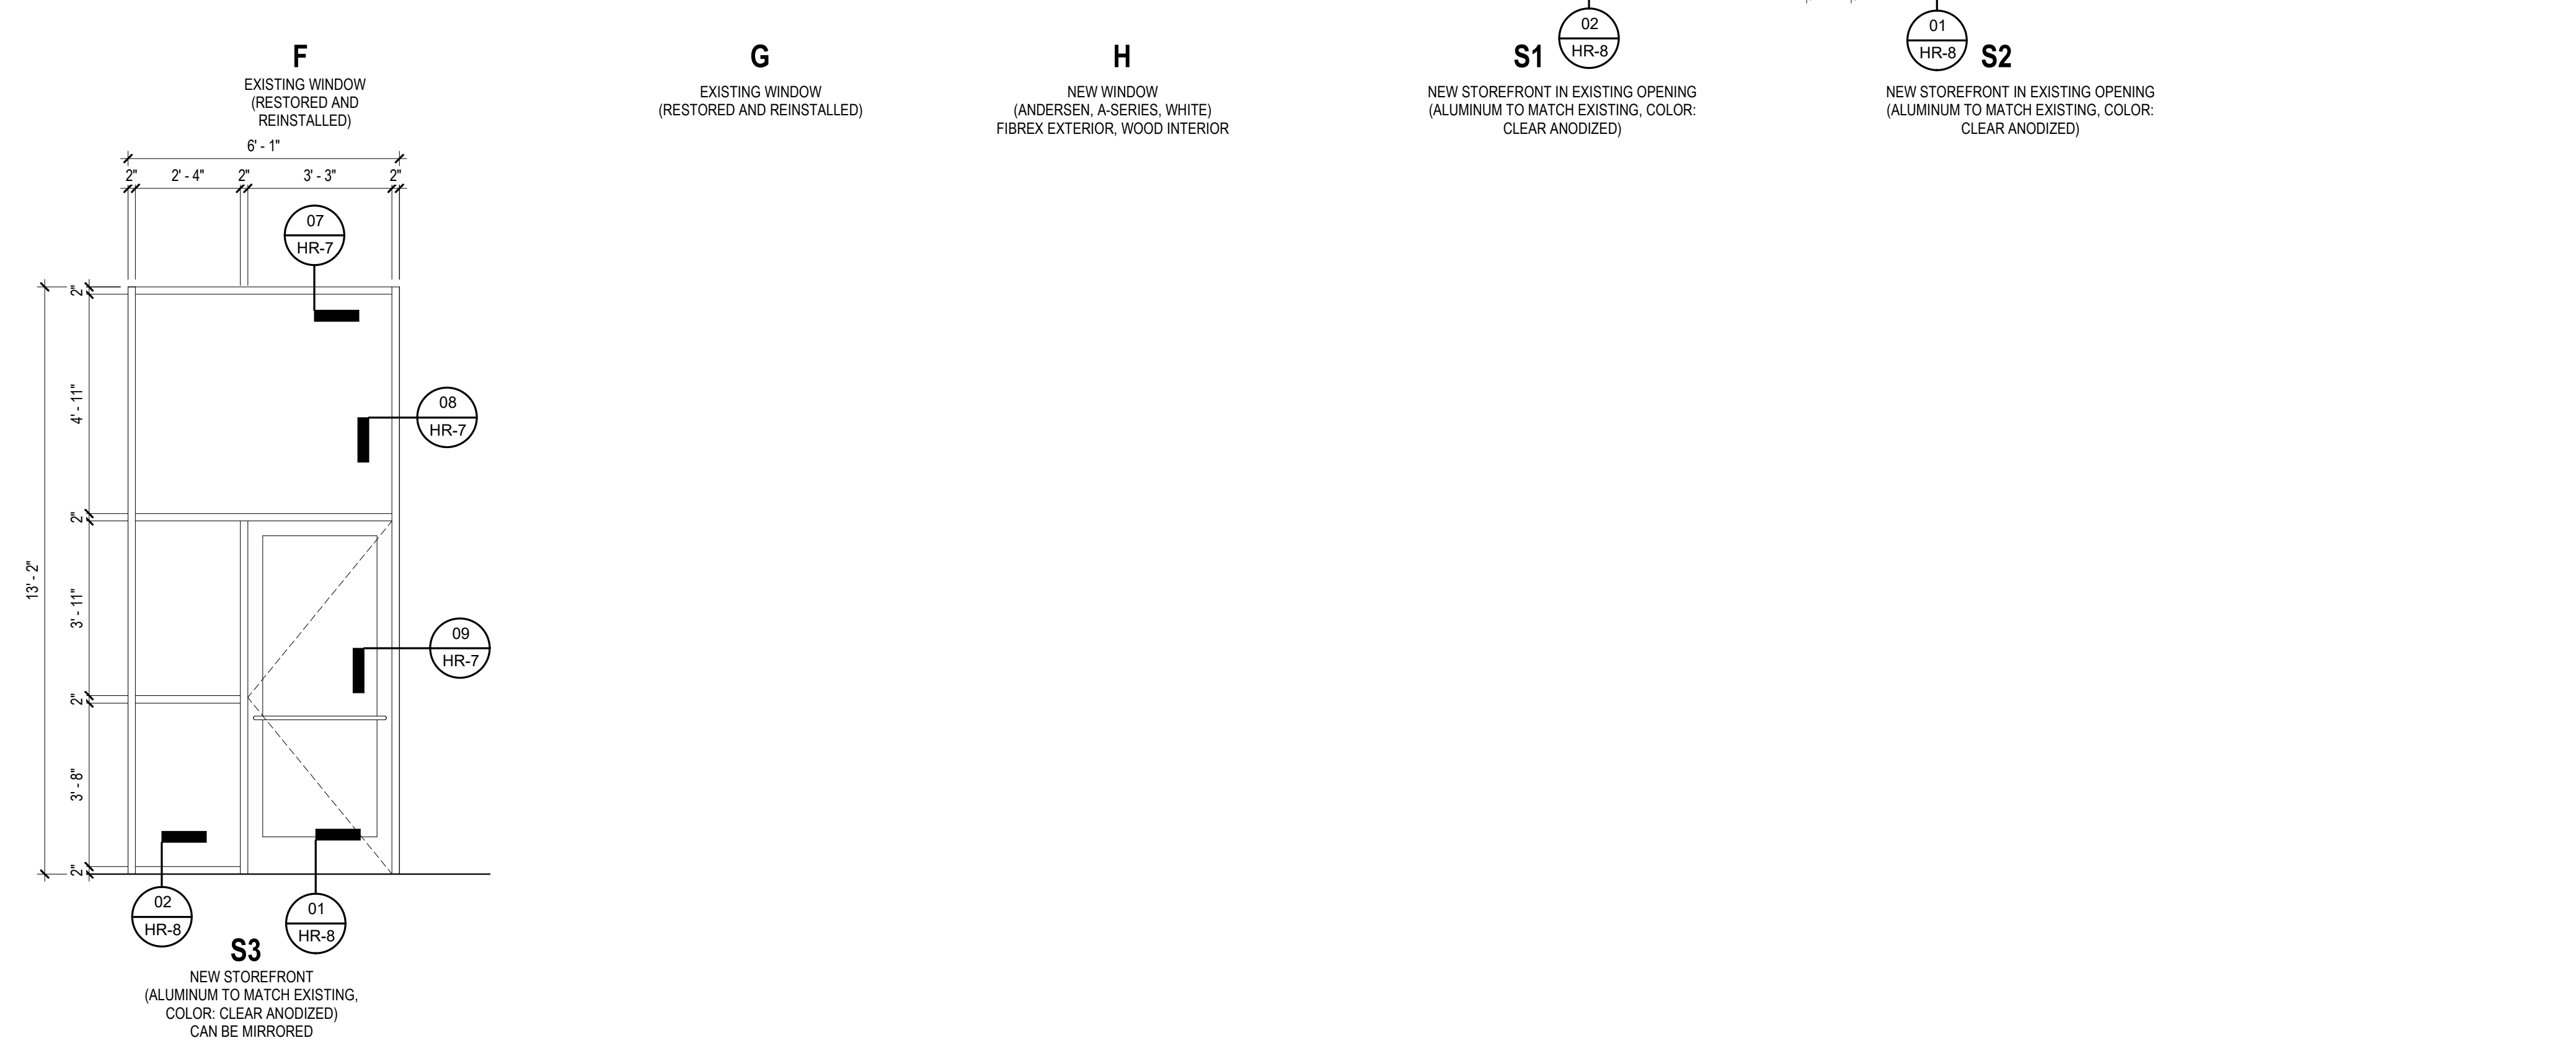 02
HR-8
01
HR-8
F
G
H
S1
S2
EXISTING WINDOW
(RESTORED AND
REINSTALLED)
EXISTING WINDOW
(RESTORED AND REINSTALLED)
NEW WINDOW
(ANDERSEN, A-SERIES, WHITE)
FIBREX EXTERIOR, WOOD INTERIOR
NEW STOREFRONT IN EXISTING OPENING
(ALUMINUM TO MATCH EXISTING, COLOR:
CLEAR ANODIZED)
NEW STOREFRONT IN EXISTING OPENING
(ALUMINUM TO MATCH EXISTING, COLOR:
CLEAR ANODIZED)
6' - 1"
2" 2' - 4" 2" 3' - 3" 2"
07
HR-7
2"
4' - 11"
08
HR-7
2"
13' - 2"
3' - 11"
09
HR-7
2"
3' - 8"
2"
02
HR-8
01
HR-8
S3
NEW STOREFRONT
(ALUMINUM TO MATCH EXISTING,
COLOR: CLEAR ANODIZED)
CAN BE MIRRORED